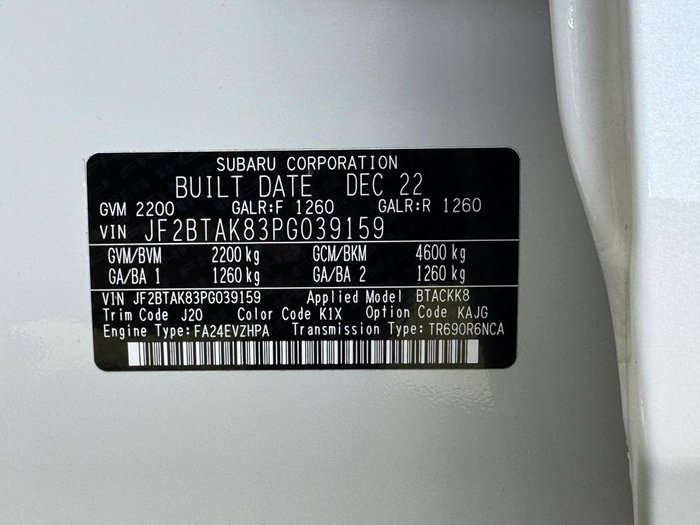 SUBARU CORPORATION
BUILT DATE DEC 22
GVM 2200 GALR:F 1260 GALR:R 1260
VIN JF2BTAK83PG039159
GVM/BVM 2200 kg GCM/BKM 4600 kg
GA/BA 1 1260 kg GA/BA 2 1260 kg
VIN JF2BTAK83PG039159 Applied Model BTACKK8
Trim Code J20 Color Code K1X Option Code KAJG
Engine Type:FA24EVZHPA Transmission Type:TR690R6NCA